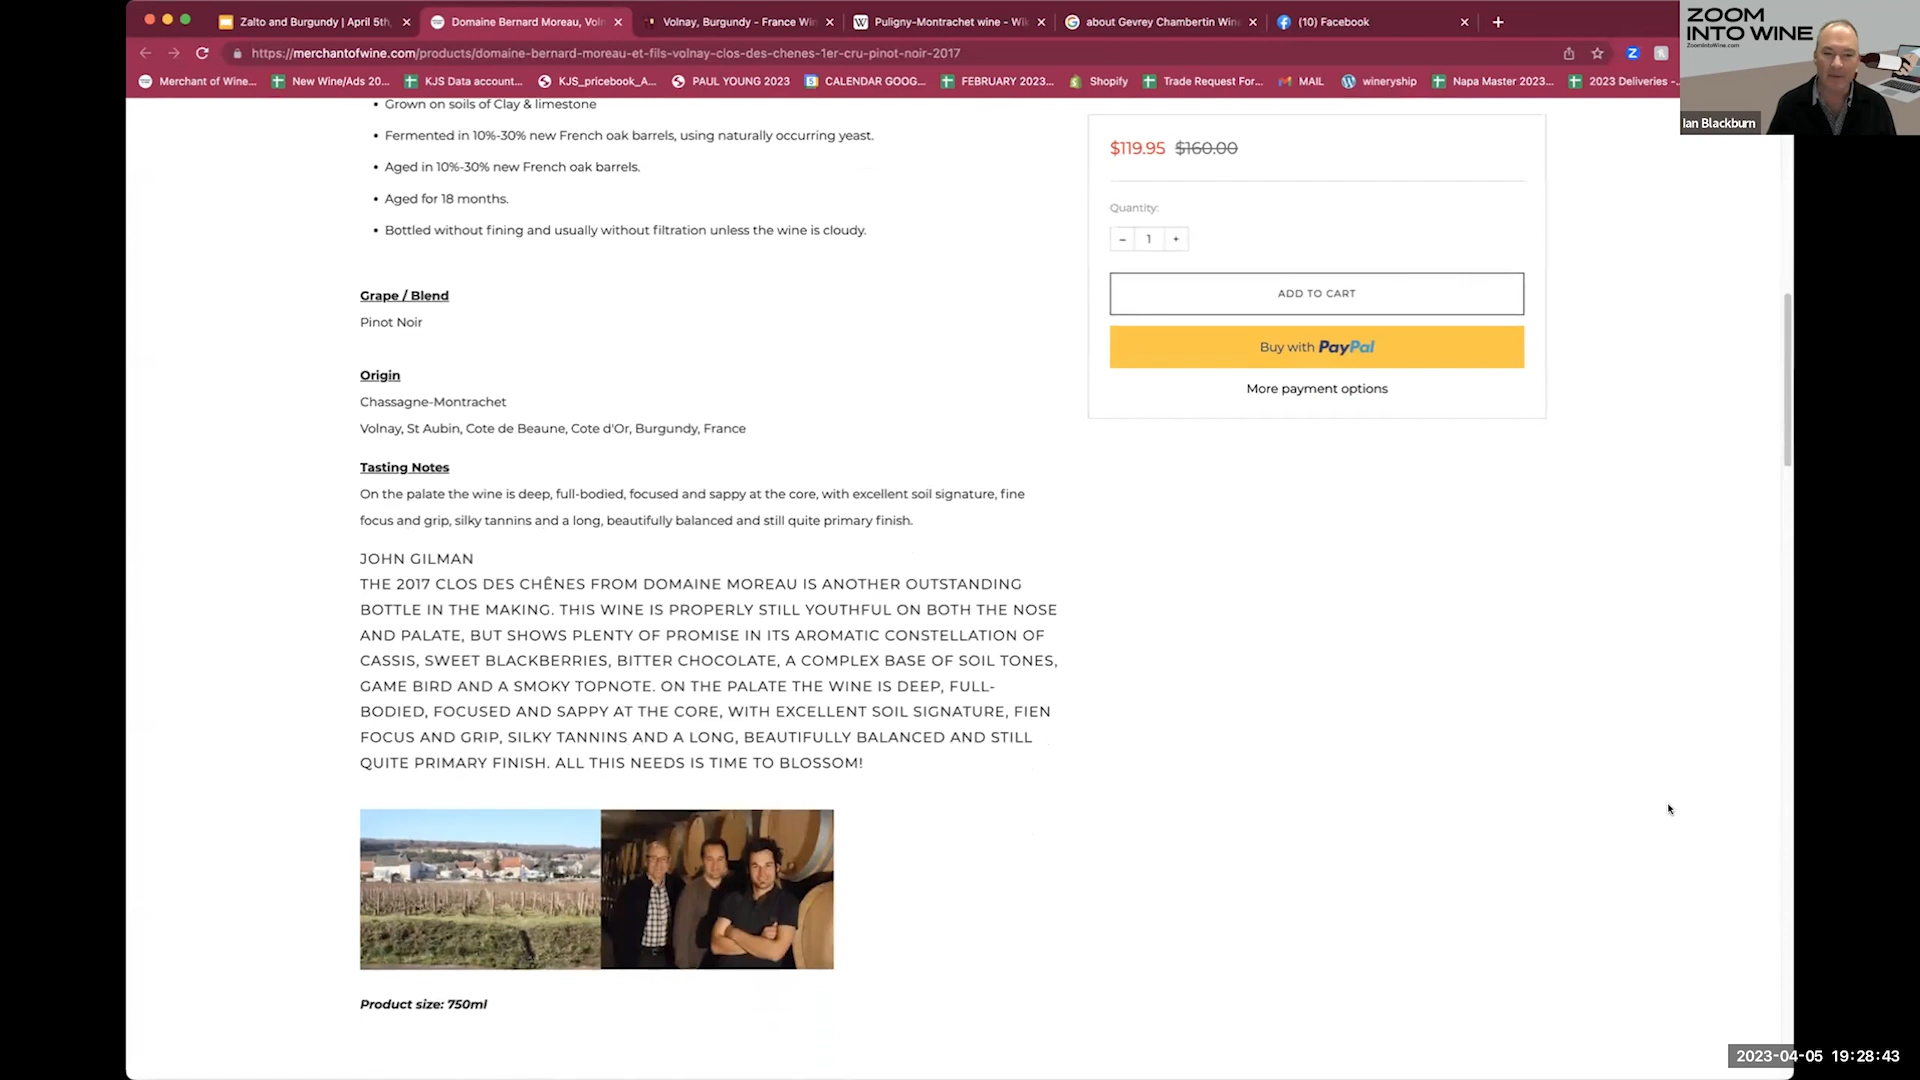 Zalto and Burgundy | April 5th,
Domaine Bernard Moreau, Voln
Volnay, Burgundy - France Win
Puligny-Montrachet wine - Wik
about Gevrey Chambertin Wine
(10) Facebook
https://merchantofwine.com/products/domaine-bernard-moreau-et-fils-volnay-clos-des-chenes-1er-cru-pinot-noir-2017
Merchant of Wine...
New Wine/Ads 20...
KJS Data account...
KJS_pricebook_A...
PAUL YOUNG 2023
CALENDAR GOOG...
FEBRUARY 2023...
Shopify
Trade Request For...
MAIL
wineryship
Napa Master 2023...
2023 Deliveries -...
ZOOM
INTO WINE
ZoomIntoWine.com
Ian Blackburn
• Grown on soils of Clay & limestone
• Fermented in 10%-30% new French oak barrels, using naturally occurring yeast.
• Aged in 10%-30% new French oak barrels.
• Aged for 18 months.
• Bottled without fining and usually without filtration unless the wine is cloudy.
Grape / Blend
Pinot Noir
Origin
Chassagne-Montrachet
Volnay, St Aubin, Cote de Beaune, Cote d'Or, Burgundy, France
Tasting Notes
On the palate the wine is deep, full-bodied, focused and sappy at the core, with excellent soil signature, fine
focus and grip, silky tannins and a long, beautifully balanced and still quite primary finish.
JOHN GILMAN
THE 2017 CLOS DES CHÊNES FROM DOMAINE MOREAU IS ANOTHER OUTSTANDING
BOTTLE IN THE MAKING. THIS WINE IS PROPERLY STILL YOUTHFUL ON BOTH THE NOSE
AND PALATE, BUT SHOWS PLENTY OF PROMISE IN ITS AROMATIC CONSTELLATION OF
CASSIS, SWEET BLACKBERRIES, BITTER CHOCOLATE, A COMPLEX BASE OF SOIL TONES,
GAME BIRD AND A SMOKY TOPNOTE. ON THE PALATE THE WINE IS DEEP, FULL-
BODIED, FOCUSED AND SAPPY AT THE CORE, WITH EXCELLENT SOIL SIGNATURE, FIEN
FOCUS AND GRIP, SILKY TANNINS AND A LONG, BEAUTIFULLY BALANCED AND STILL
QUITE PRIMARY FINISH. ALL THIS NEEDS IS TIME TO BLOSSOM!
Product size: 750ml
$119.95 $160.00
Quantity:
- 1 +
ADD TO CART
Buy with PayPal
More payment options
2023-04-05 19:28:43